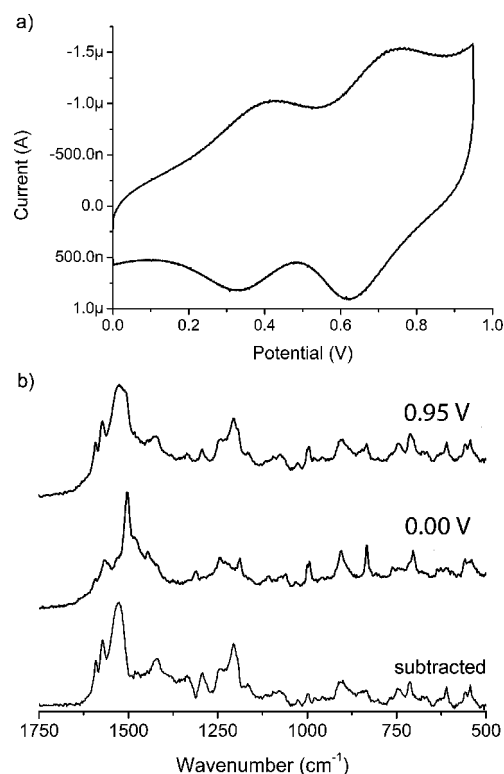 a)
-1.5µ
-1.0µ
-500.0n
0.0
500.0n
1.0µ
Current (A)
0.0 0.2 0.4 0.6 0.8 1.0
Potential (V)
b)
0.95 V
0.00 V
subtracted
1750 1500 1250 1000 750 500
Wavenumber (cm⁻¹)